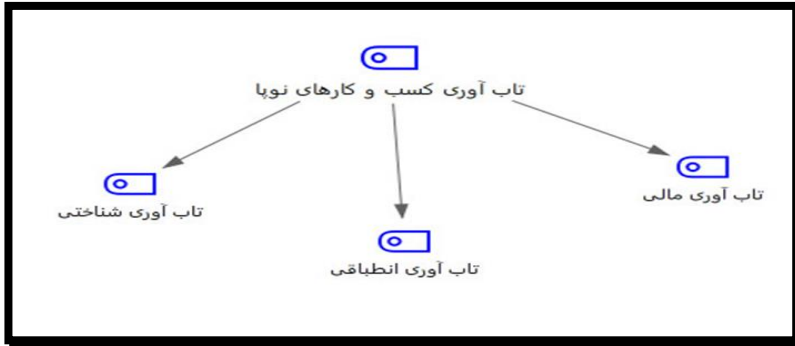 تاب آوری کسب و کارهای نوپا
تاب آوری مالی
تاب آوری شناختی
تاب آوری انطباقی